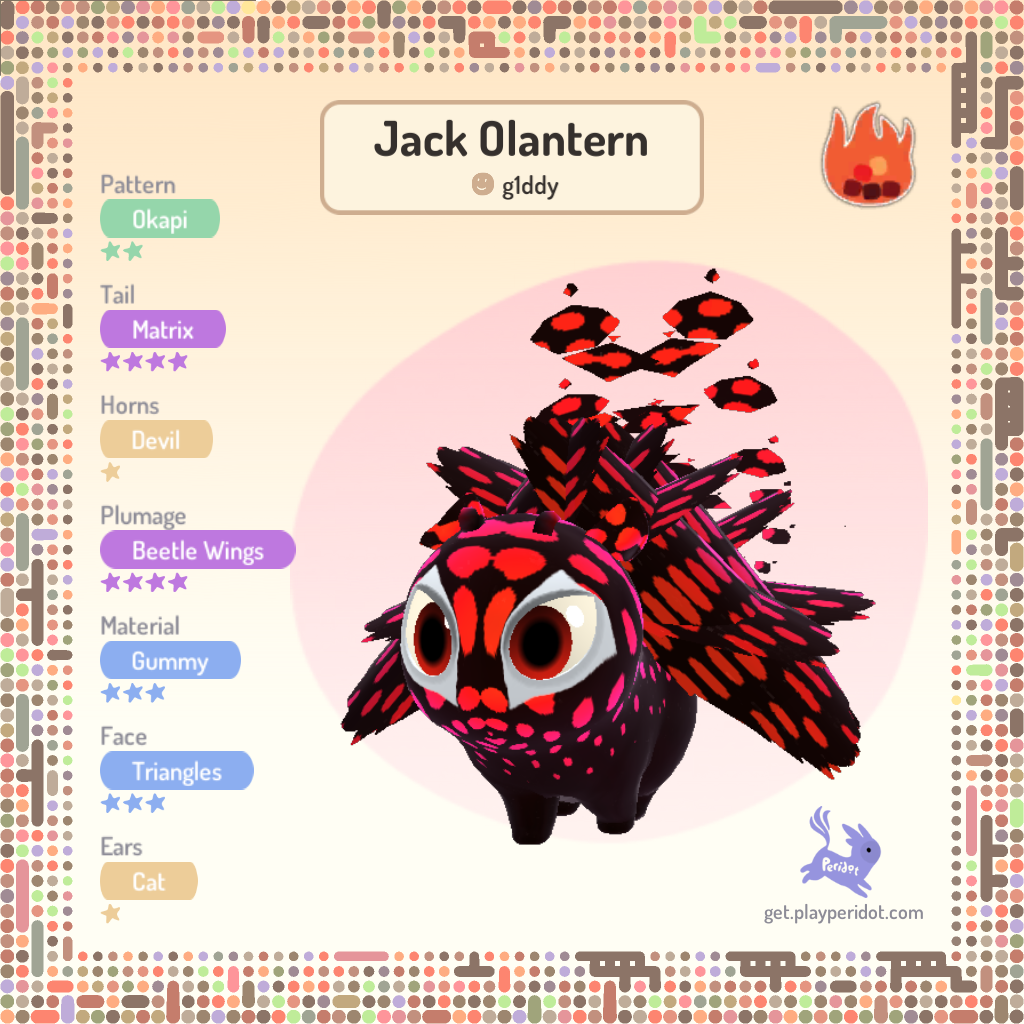 Jack Olantern
g1ddy
Pattern
Okapi
Tail
Matrix
Horns
Devil
Plumage
Beetle Wings
Material
Gummy
Face
Triangles
Ears
Cat
Peridot
get.playperidot.com